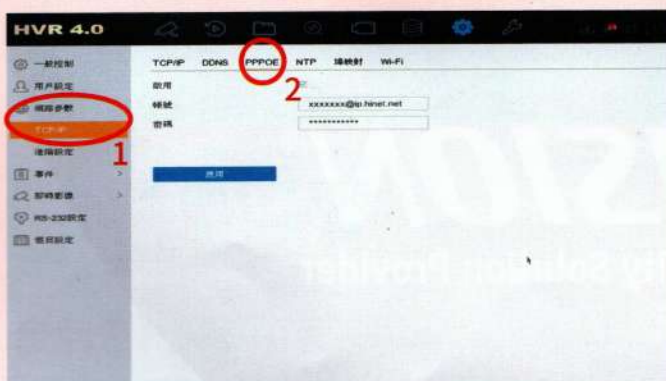 HVR 4.0
一般控制
用戶設定
網路參數
TCP/IP
進階設定
事件
即時影像
RS-232設定
假日設定
1
TCP/IP DDNS PPPOE NTP 埠映射 Wi-Fi
2
啟用
帳號 xxxxxxx@ip.hinet.net
密碼 ***********
應用